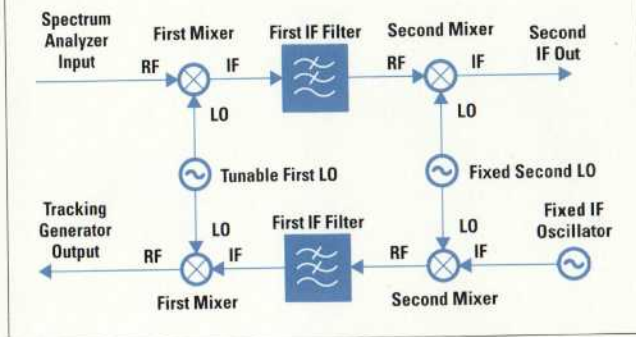 Spectrum
Analyzer
Input
First Mixer
First IF Filter
Second Mixer
Second
IF Out
RF
IF
RF
IF
LO
LO
Tunable First LO
Fixed Second LO
Tracking
Generator
Output
LO
First IF Filter
LO
Fixed IF
Oscillator
RF
IF
RF
IF
First Mixer
Second Mixer